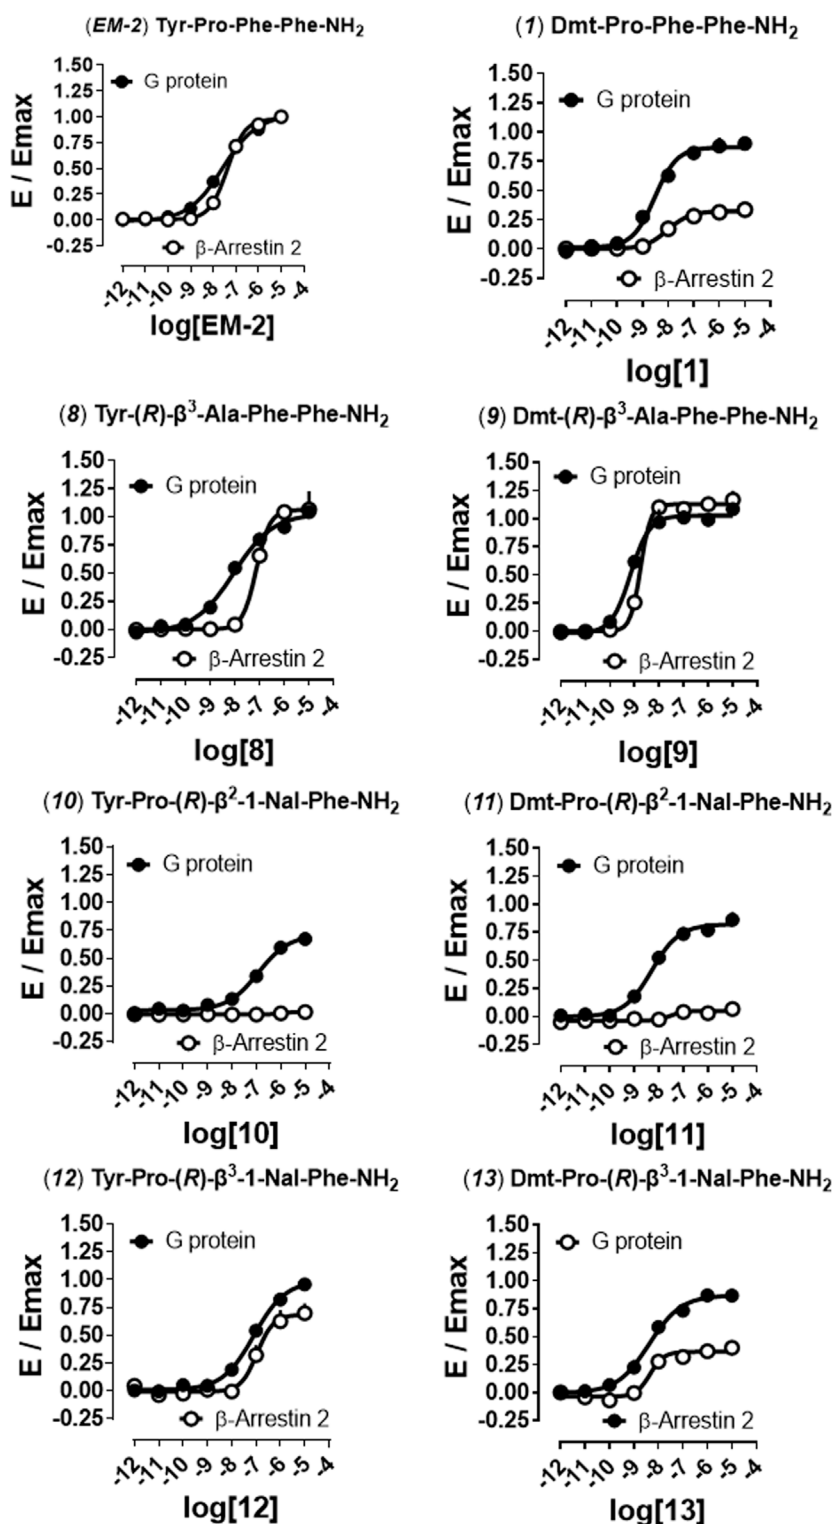 (EM-2) Tyr-Pro-Phe-Phe-NH2
1.50
1.25
1.00
0.75
0.50
0.25
0.00
-0.25
E / Emax
G protein
β-Arrestin 2
-12 -11 -10 -9 -8 -7 -6 -5 -4
log[EM-2]
(1) Dmt-Pro-Phe-Phe-NH2
1.50
1.25
1.00
0.75
0.50
0.25
0.00
-0.25
E / Emax
G protein
β-Arrestin 2
-12 -11 -10 -9 -8 -7 -6 -5 -4
log[1]
(8) Tyr-(R)-β3-Ala-Phe-Phe-NH2
1.50
1.25
1.00
0.75
0.50
0.25
0.00
-0.25
E / Emax
G protein
β-Arrestin 2
-12 -11 -10 -9 -8 -7 -6 -5 -4
log[8]
(9) Dmt-(R)-β3-Ala-Phe-Phe-NH2
1.50
1.25
1.00
0.75
0.50
0.25
0.00
-0.25
E / Emax
G protein
β-Arrestin 2
-12 -11 -10 -9 -8 -7 -6 -5 -4
log[9]
(10) Tyr-Pro-(R)-β2-1-Nal-Phe-NH2
1.50
1.25
1.00
0.75
0.50
0.25
0.00
-0.25
E / Emax
G protein
β-Arrestin 2
-12 -11 -10 -9 -8 -7 -6 -5 -4
log[10]
(11) Dmt-Pro-(R)-β2-1-Nal-Phe-NH2
1.50
1.25
1.00
0.75
0.50
0.25
0.00
-0.25
E / Emax
G protein
β-Arrestin 2
-12 -11 -10 -9 -8 -7 -6 -5 -4
log[11]
(12) Tyr-Pro-(R)-β3-1-Nal-Phe-NH2
1.50
1.25
1.00
0.75
0.50
0.25
0.00
-0.25
E / Emax
G protein
β-Arrestin 2
-12 -11 -10 -9 -8 -7 -6 -5 -4
log[12]
(13) Dmt-Pro-(R)-β3-1-Nal-Phe-NH2
1.50
1.25
1.00
0.75
0.50
0.25
0.00
-0.25
E / Emax
G protein
β-Arrestin 2
-12 -11 -10 -9 -8 -7 -6 -5 -4
log[13]